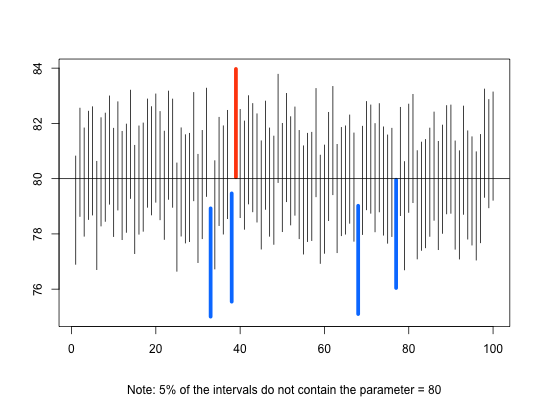 84
82
80
78
76
0 20 40 60 80 100
Note: 5% of the intervals do not contain the parameter = 80